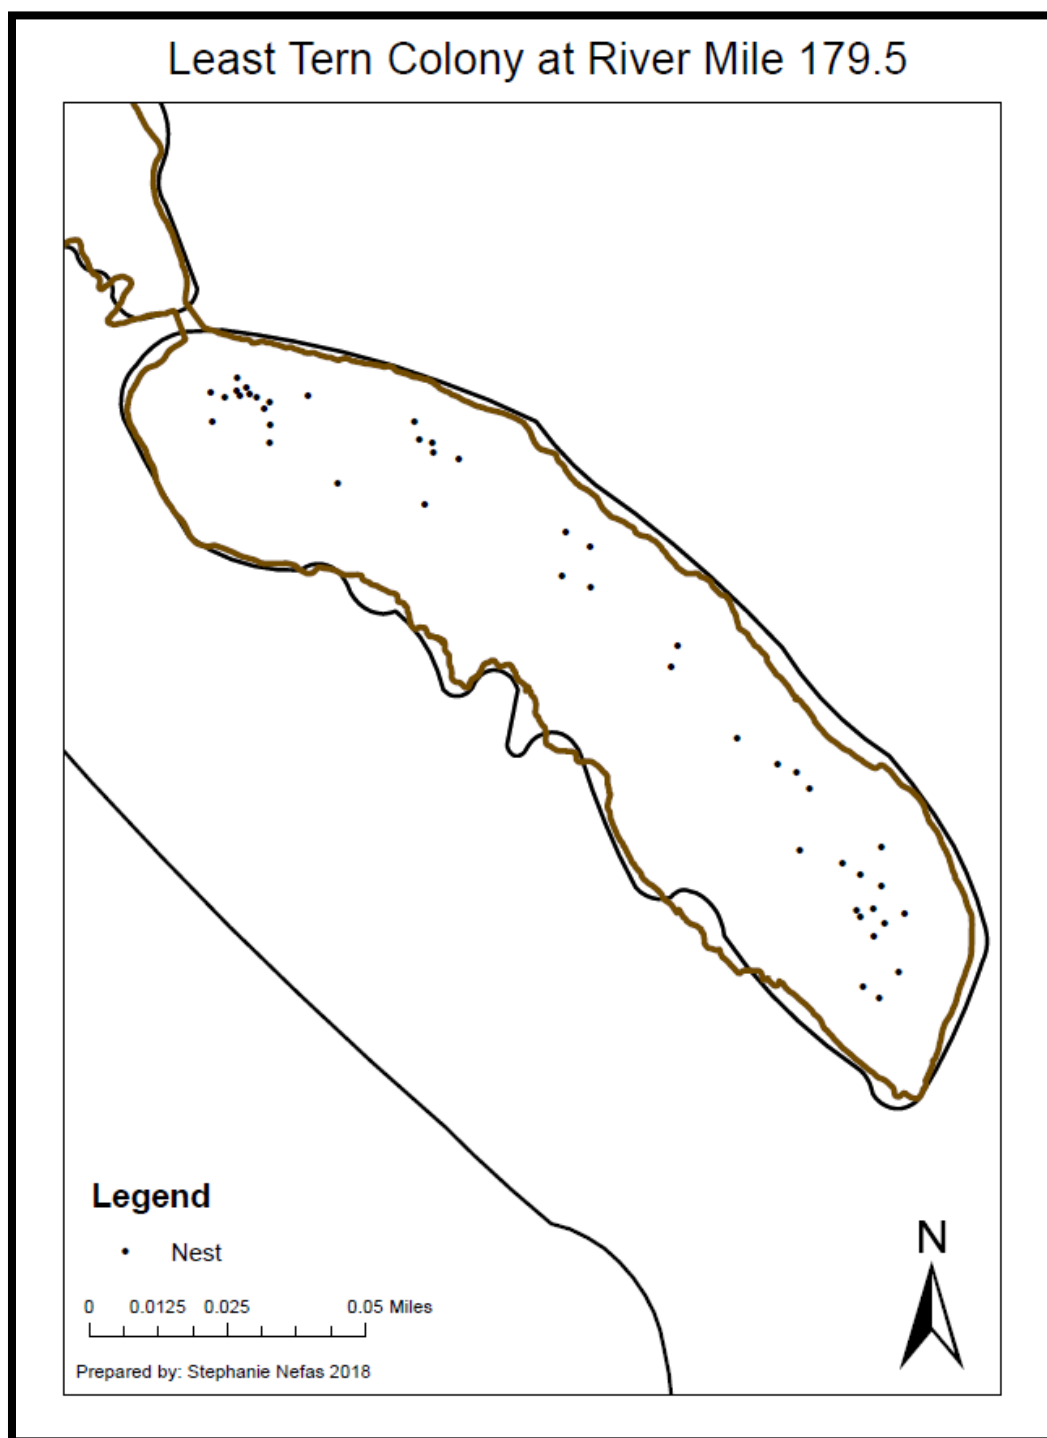 Least Tern Colony at River Mile 179.5
N
Legend
Nest
0 0.0125 0.025 0.05 Miles
Prepared by: Stephanie Nefas 2018